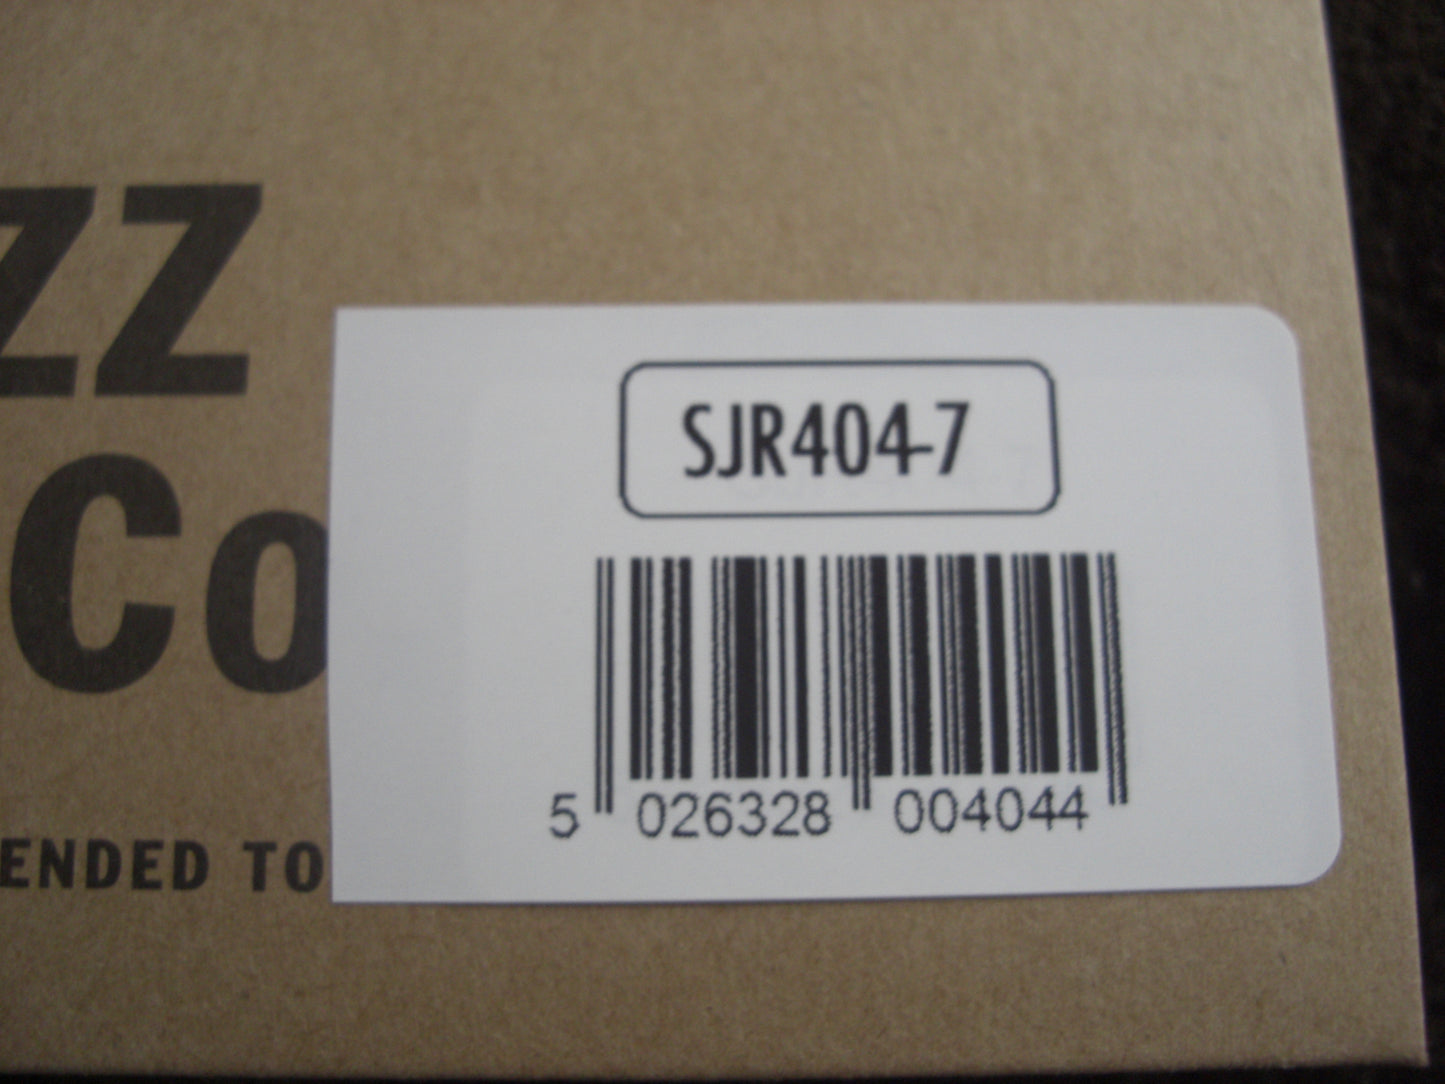 ZZ
Co
ENDED TO
SJR404-7
5 026328 004044